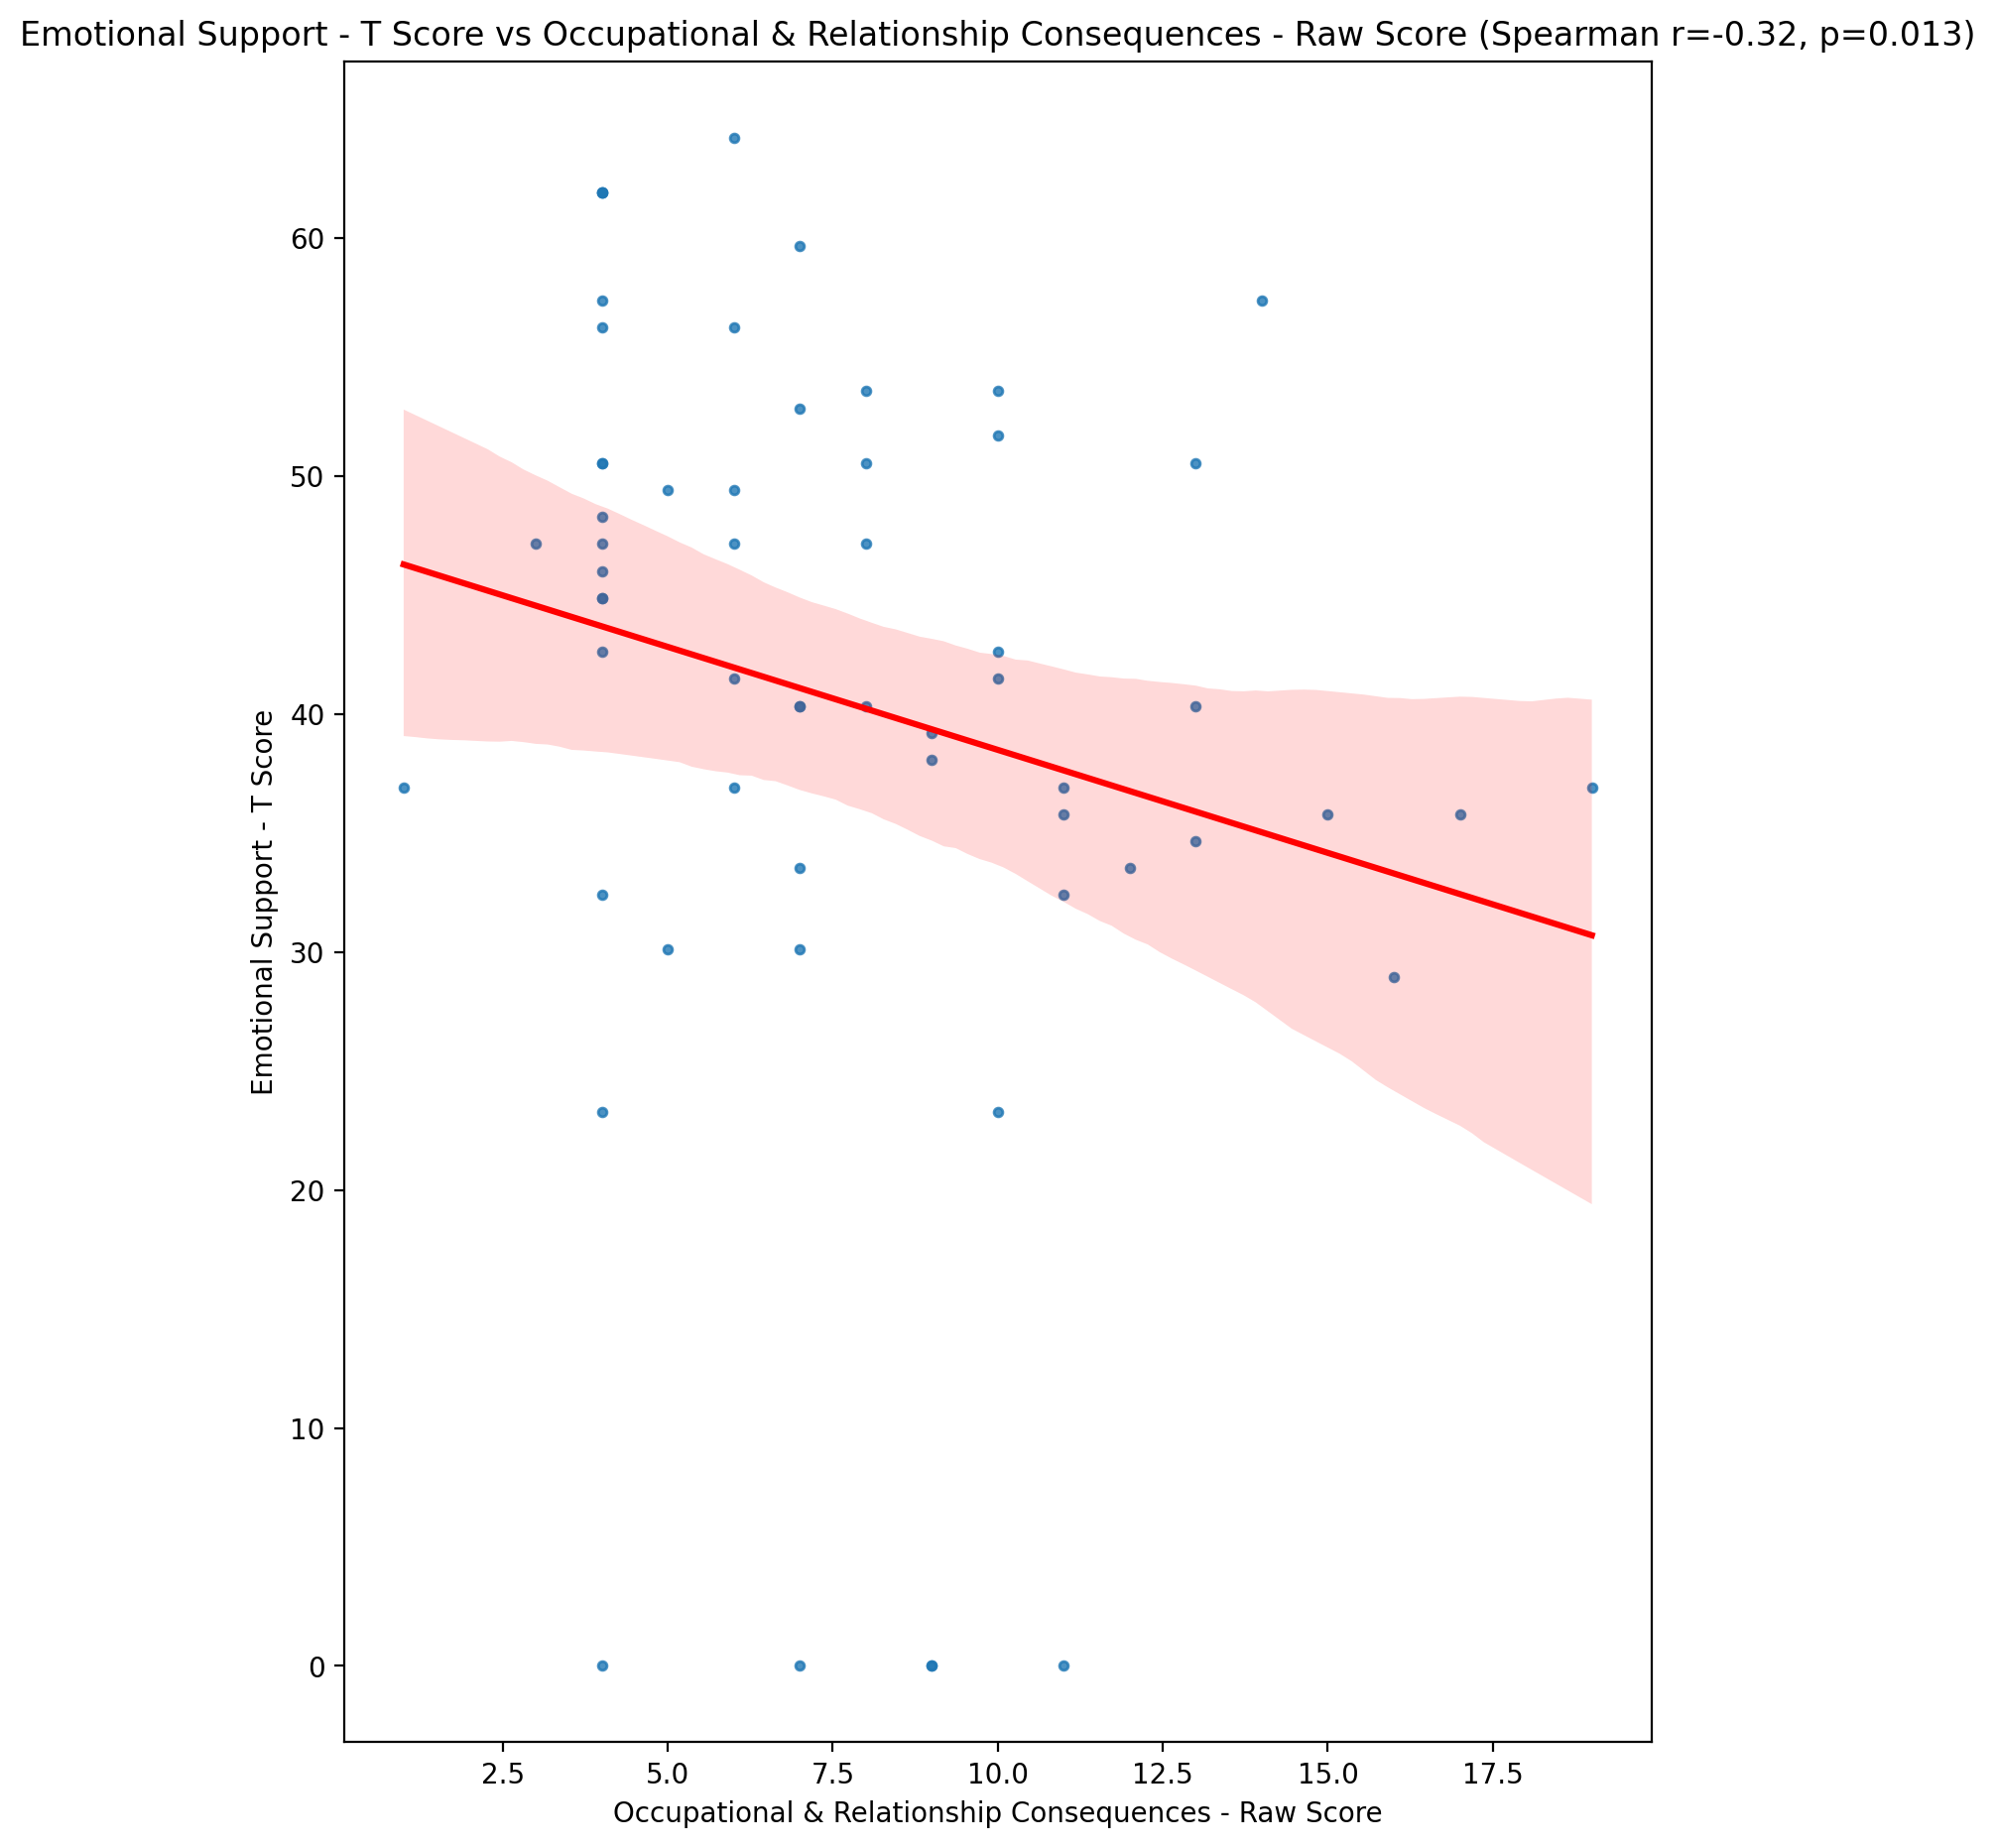 Emotional Support - T Score vs Occupational & Relationship Consequences - Raw Score (Spearman r=-0.32, p=0.013)
Emotional Support - T Score
60
50
40
30
20
10
0
2.5 5.0 7.5 10.0 12.5 15.0 17.5
Occupational & Relationship Consequences - Raw Score